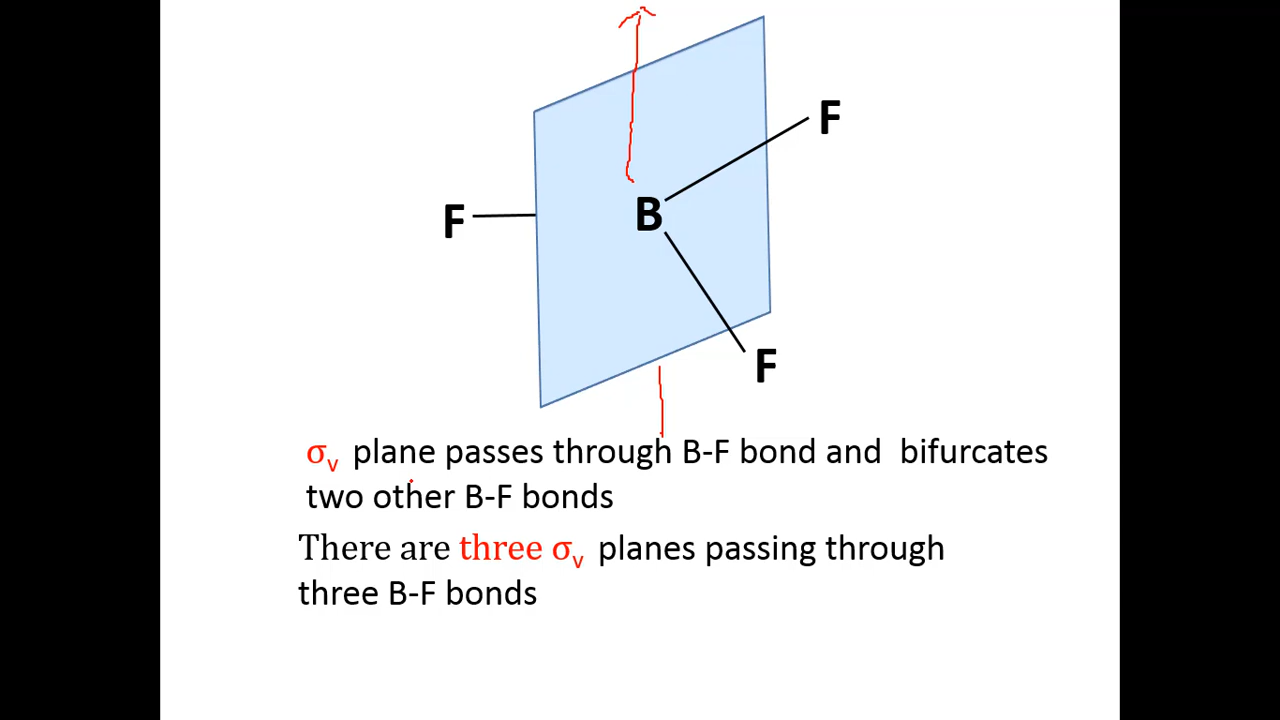 F
B
F
F
σv plane passes through B-F bond and bifurcates
two other B-F bonds
There are three σv planes passing through
three B-F bonds